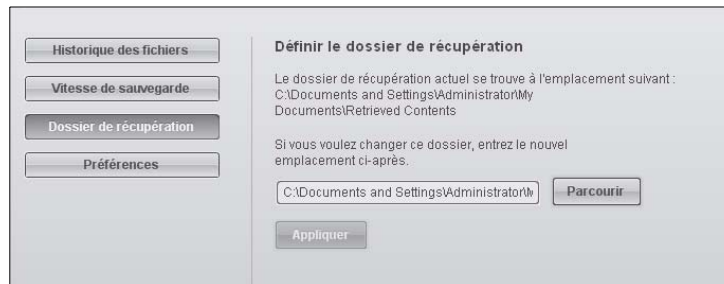 Historique des fichiers
Vitesse de sauvegarde
Dossier de récupération
Préférences
Définir le dossier de récupération
Le dossier de récupération actuel se trouve à l'emplacement suivant :
C:\Documents and Settings\Administrator\My
Documents\Retrieved Contents
Si vous voulez changer ce dossier, entrez le nouvel
emplacement ci-après.
C:\Documents and Settings\Administrator\M
Parcourir
Appliquer